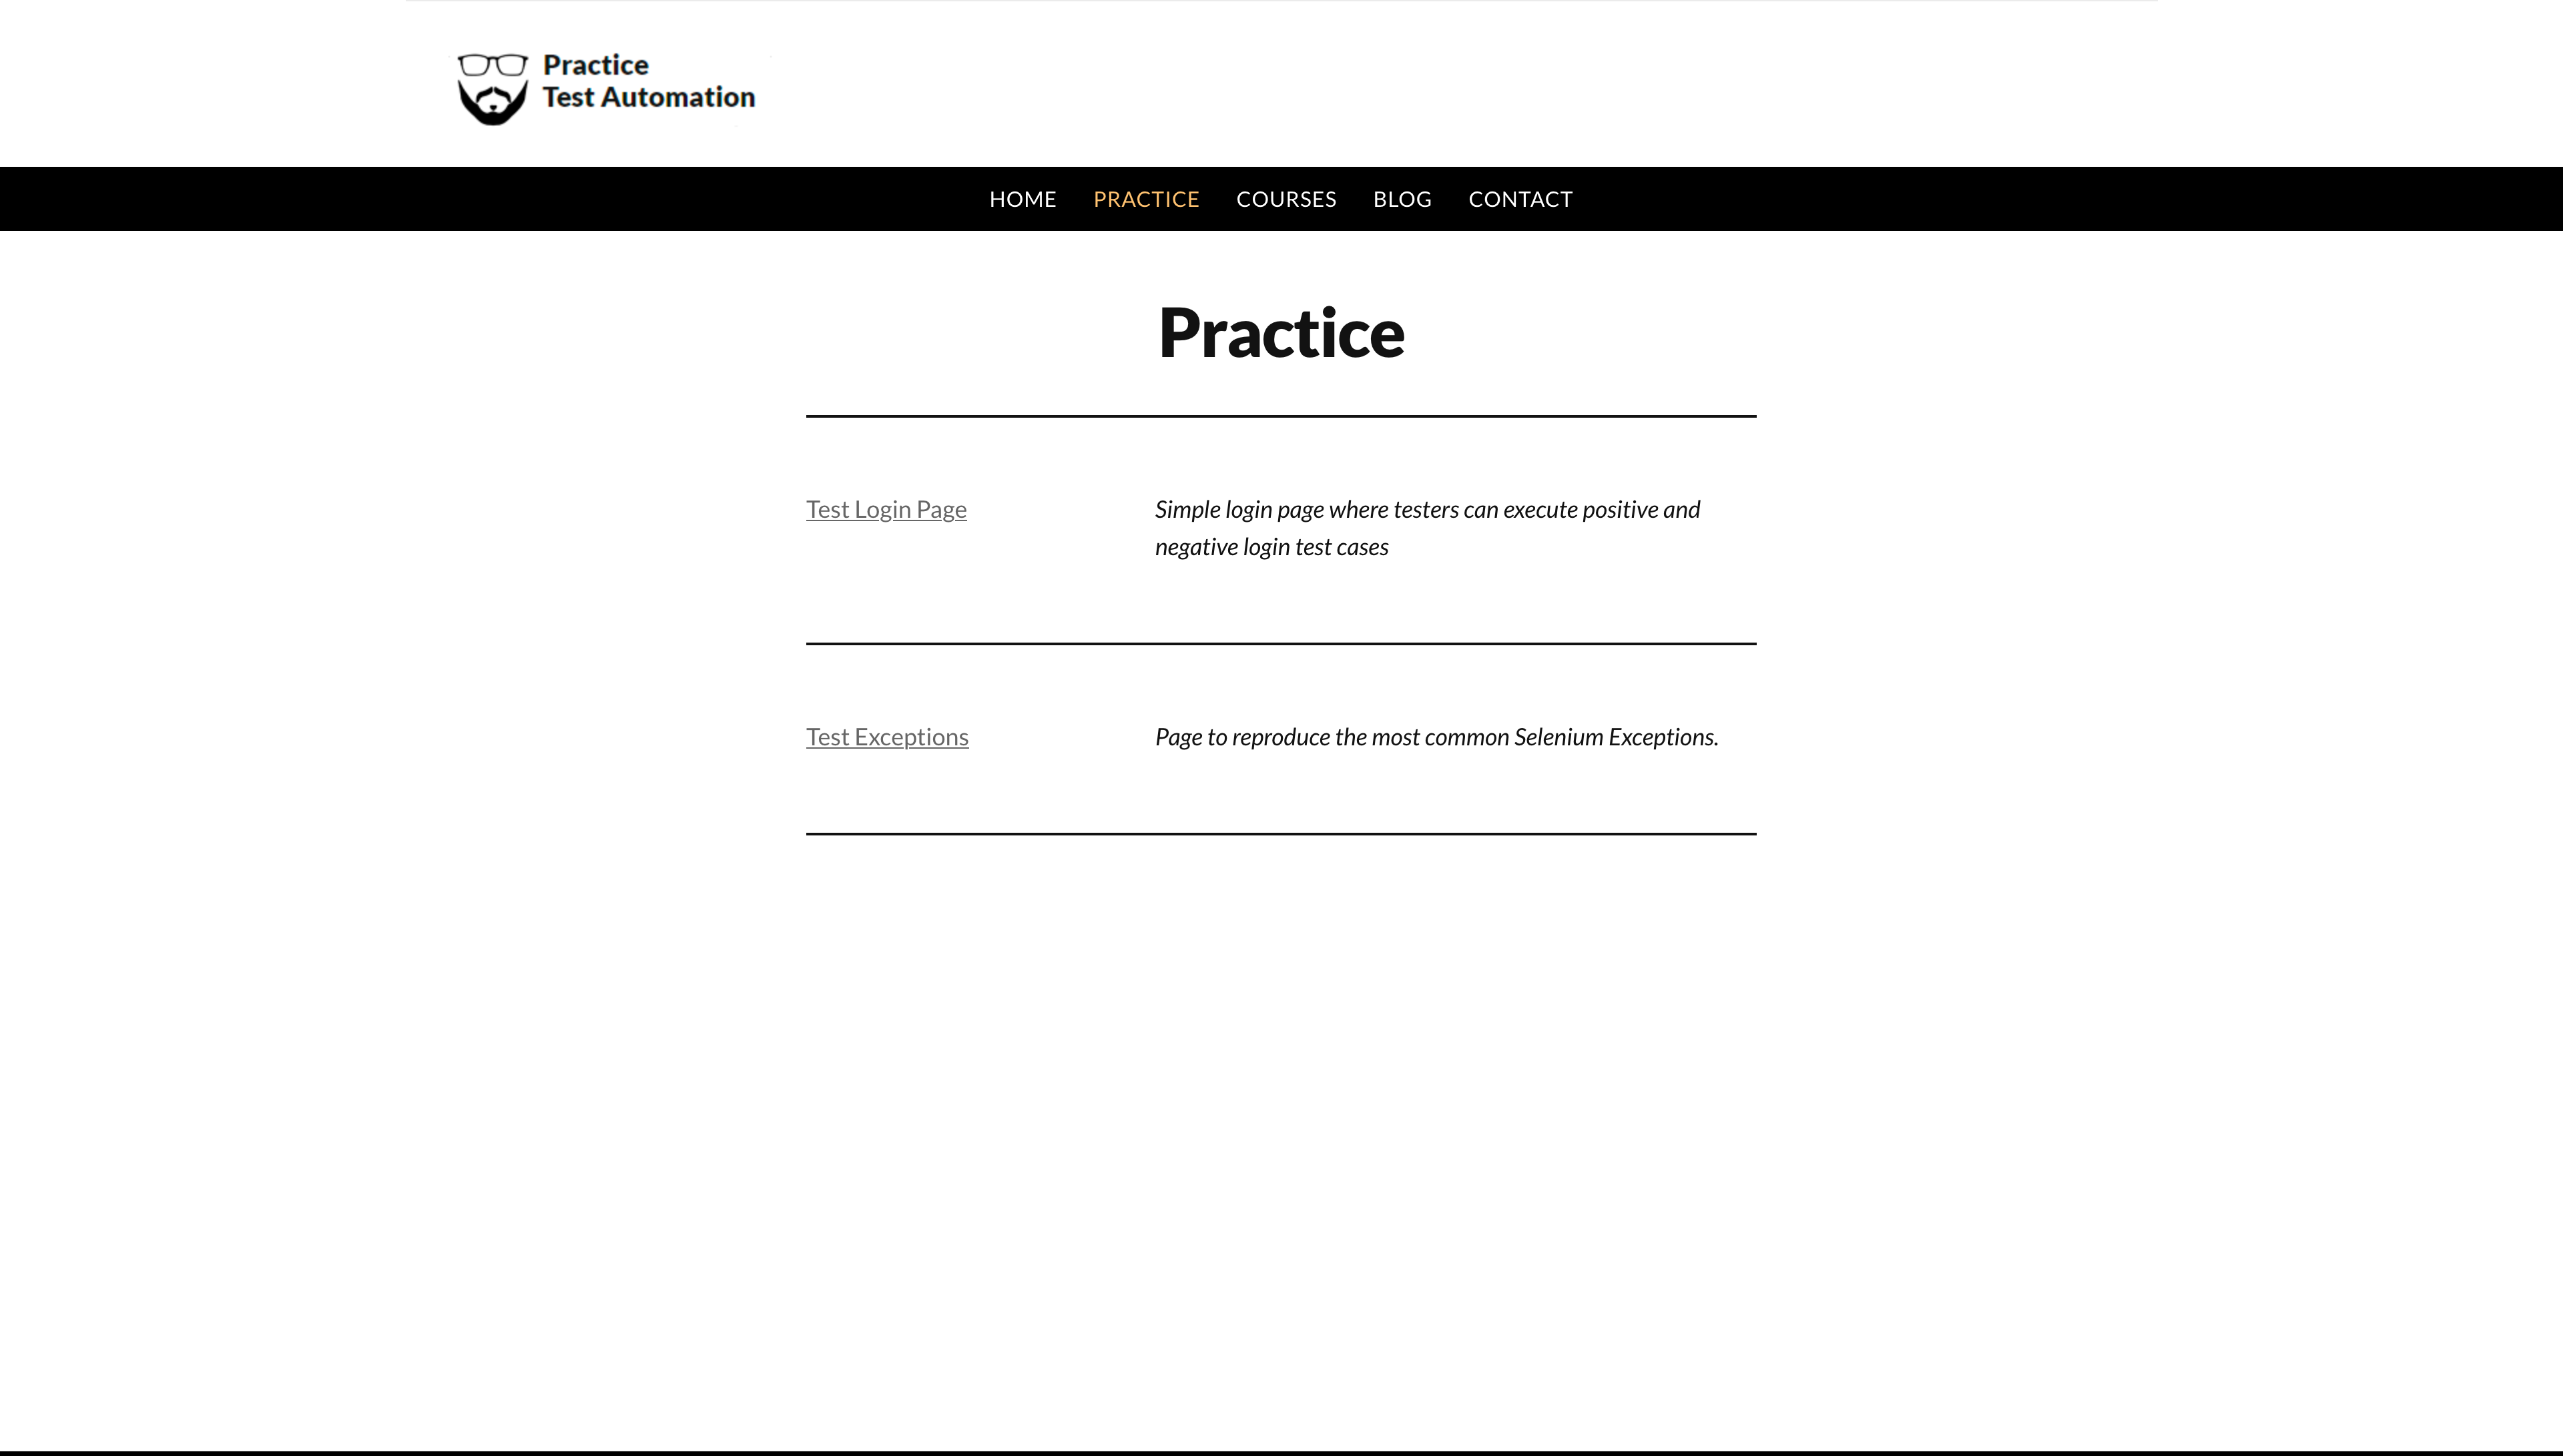 Practice
Test Automation
HOME PRACTICE COURSES BLOG CONTACT
Practice
Test Login Page
Simple login page where testers can execute positive and
negative login test cases
Test Exceptions
Page to reproduce the most common Selenium Exceptions.